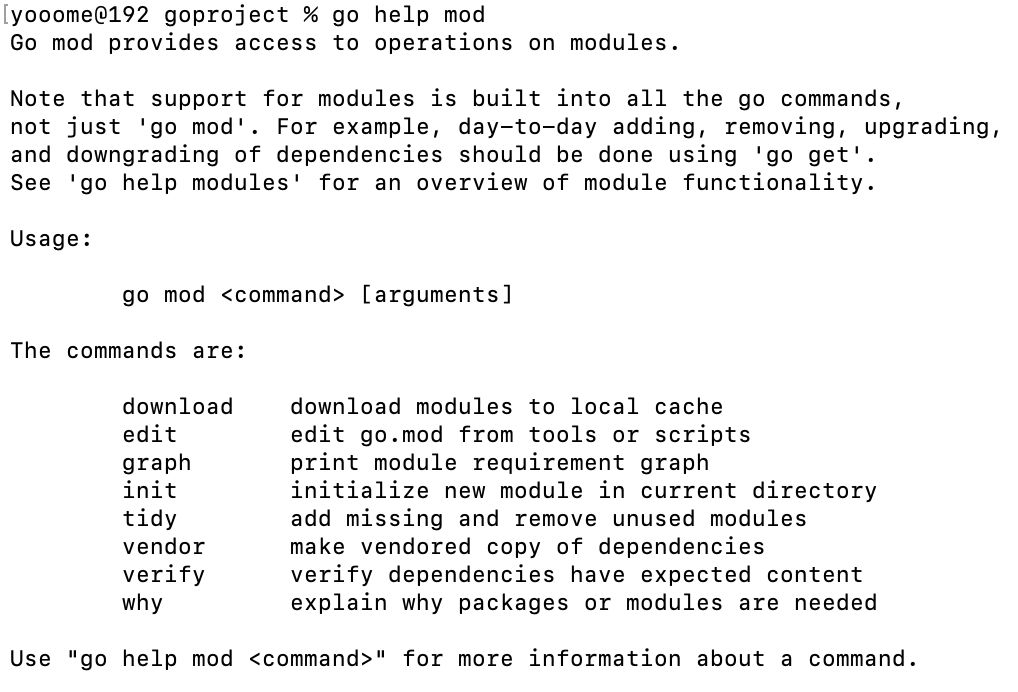 [yooome@192 goproject % go help mod
Go mod provides access to operations on modules.

Note that support for modules is built into all the go commands,
not just 'go mod'. For example, day-to-day adding, removing, upgrading,
and downgrading of dependencies should be done using 'go get'.
See 'go help modules' for an overview of module functionality.

Usage:

        go mod <command> [arguments]

The commands are:

        download    download modules to local cache
        edit        edit go.mod from tools or scripts
        graph       print module requirement graph
        init        initialize new module in current directory
        tidy        add missing and remove unused modules
        vendor      make vendored copy of dependencies
        verify      verify dependencies have expected content
        why         explain why packages or modules are needed

Use "go help mod <command>" for more information about a command.